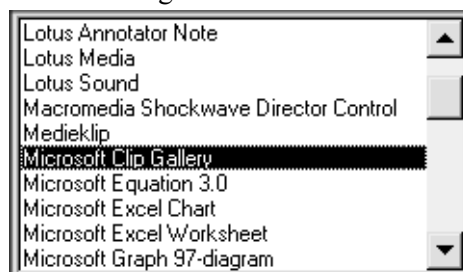 Lotus Annotator Note
Lotus Media
Lotus Sound
Macromedia Shockwave Director Control
Medieklip
Microsoft Clip Gallery
Microsoft Equation 3.0
Microsoft Excel Chart
Microsoft Excel Worksheet
Microsoft Graph 97-diagram